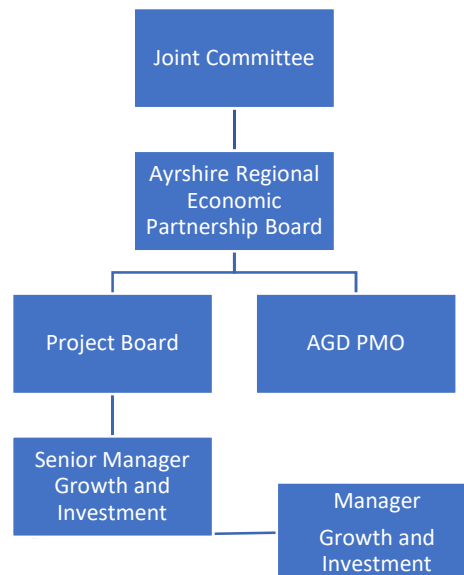 Joint Committee
Ayrshire Regional
Economic
Partnership Board
Project Board
AGD PMO
Senior Manager
Growth and
Investment
Manager
Growth and
Investment